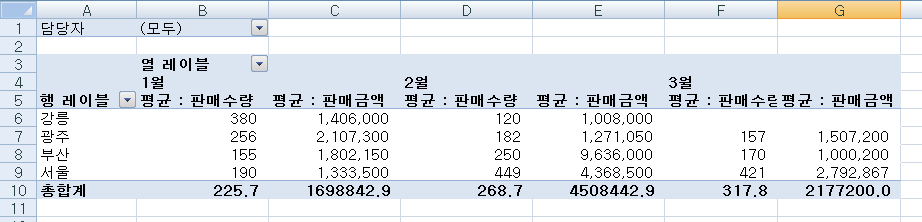 A B C D E F G
1 담당자 (모두)
2
3 열 레이블
4 1월 2월 3월
5 행 레이블 평균 : 판매수량 평균 : 판매금액 평균 : 판매수량 평균 : 판매금액 평균 : 판매수량 평균 : 판매금액
6 강릉 380 1,406,000 120 1,008,000
7 광주 256 2,107,300 182 1,271,050 157 1,507,200
8 부산 155 1,802,150 250 9,636,000 170 1,000,200
9 서울 190 1,333,500 449 4,368,500 421 2,792,867
10 총합계 225.7 1698842.9 268.7 4508442.9 317.8 2177200.0
11